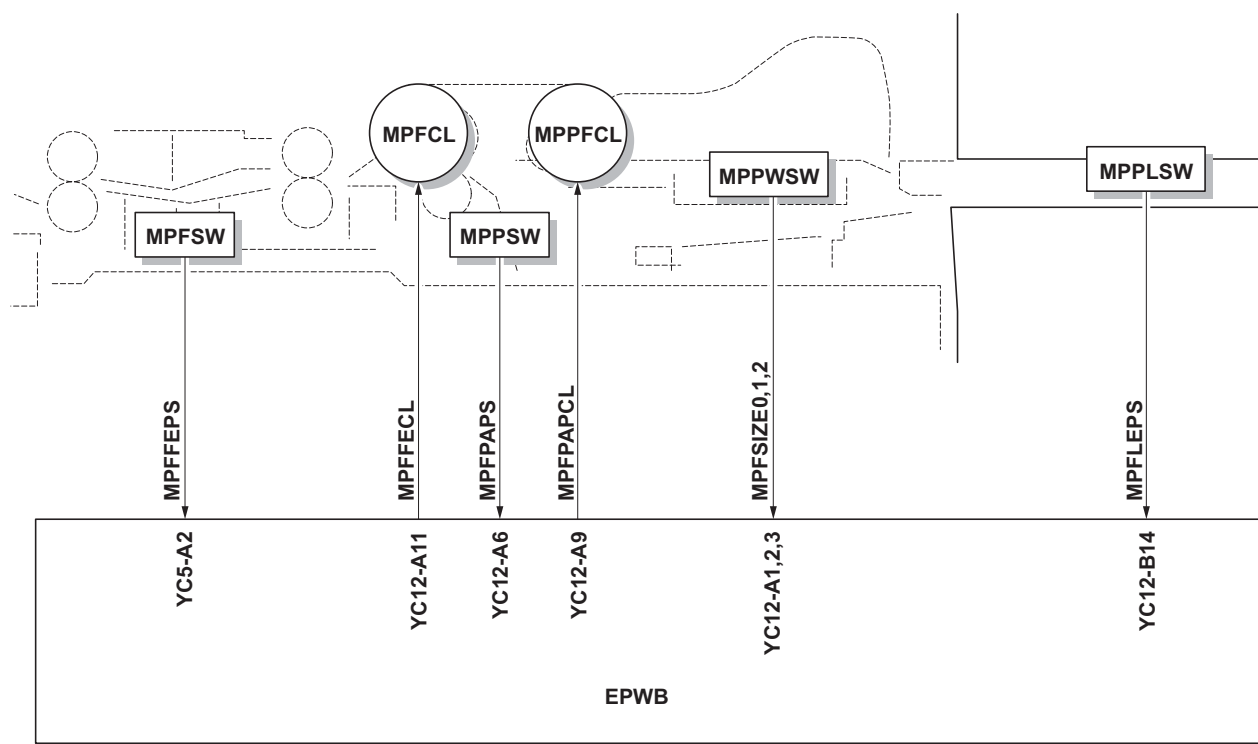 MPFCL
MPPFCL
MPPWSW
MPPLSW
MPFSW
MPPSW
MPFFEPS
MPFFECL
MPFPAPS
MPFPAPCL
MPFSIZE0,1,2
MPFLEPS
YC5-A2
YC12-A11
YC12-A6
YC12-A9
YC12-A1,2,3
YC12-B14
EPWB